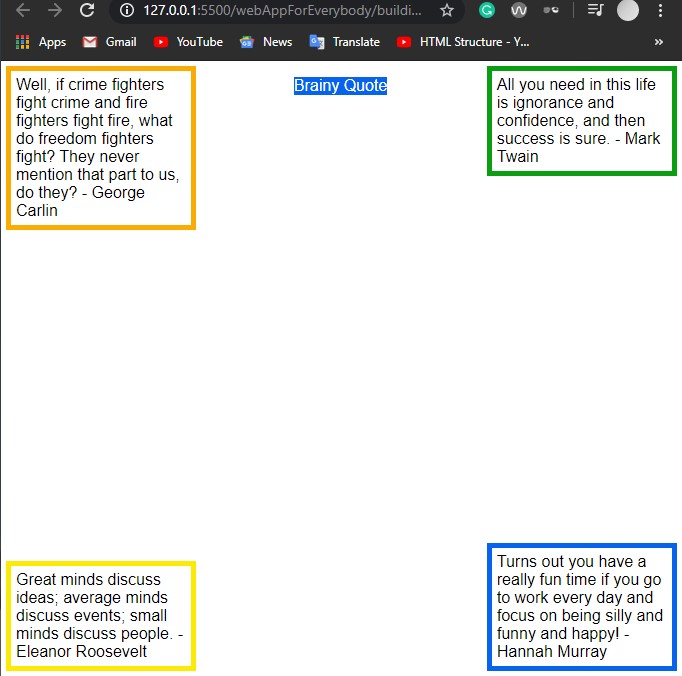 127.0.0.1:5500/webAppForEverybody/buildi...
Apps Gmail YouTube News Translate HTML Structure - Y... »
Well, if crime fighters
fight crime and fire
fighters fight fire, what
do freedom fighters
fight? They never
mention that part to us,
do they? - George
Carlin
Brainy Quote
All you need in this life
is ignorance and
confidence, and then
success is sure. - Mark
Twain
Great minds discuss
ideas; average minds
discuss events; small
minds discuss people. -
Eleanor Roosevelt
Turns out you have a
really fun time if you go
to work every day and
focus on being silly and
funny and happy! -
Hannah Murray